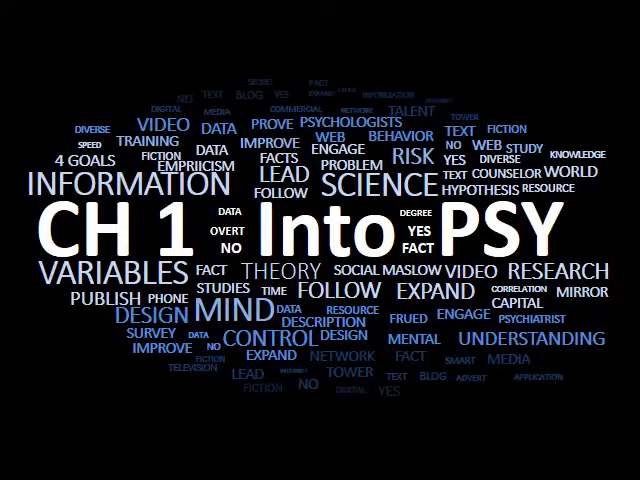 SECRET FACT
NO TEXT BLOG YES EXPAND INFORMATION
DIGITAL MEDIA COMMERCIAL NETWORK TALENT
VIDEO DATA PROVE PSYCHOLOGISTS TOWER
DIVERSE WEB BEHAVIOR TEXT FICTION
SPEED TRAINING IMPROVE ENGAGE NO WEB STUDY
4 GOALS FICTION DATA FACTS RISK YES DIVERSE KNOWLEDGE
EMPRIICISM LEAD PROBLEM TEXT COUNSELOR WORLD
INFORMATION FOLLOW SCIENCE HYPOTHESIS RESOURCE
CH 1 Into PSY
DATA DEGREE
OVERT YES
NO FACT
VARIABLES FACT THEORY SOCIAL MASLOW VIDEO RESEARCH
PUBLISH PHONE STUDIES TIME FOLLOW EXPAND CORRELATION MIRROR
CAPITAL
DESIGN MIND DATA RESOURCE FRUED ENGAGE PSYCHIATRIST
DESCRIPTION
SURVEY DATA CONTROL DESIGN MENTAL UNDERSTANDING
IMPROVE NO EXPAND NETWORK FACT SMART MEDIA
FICTION
TELEVISION LEAD INTERNET TOWER TEXT BLOG ADVERT APPLICATION
FICTION NO DIGITAL YES